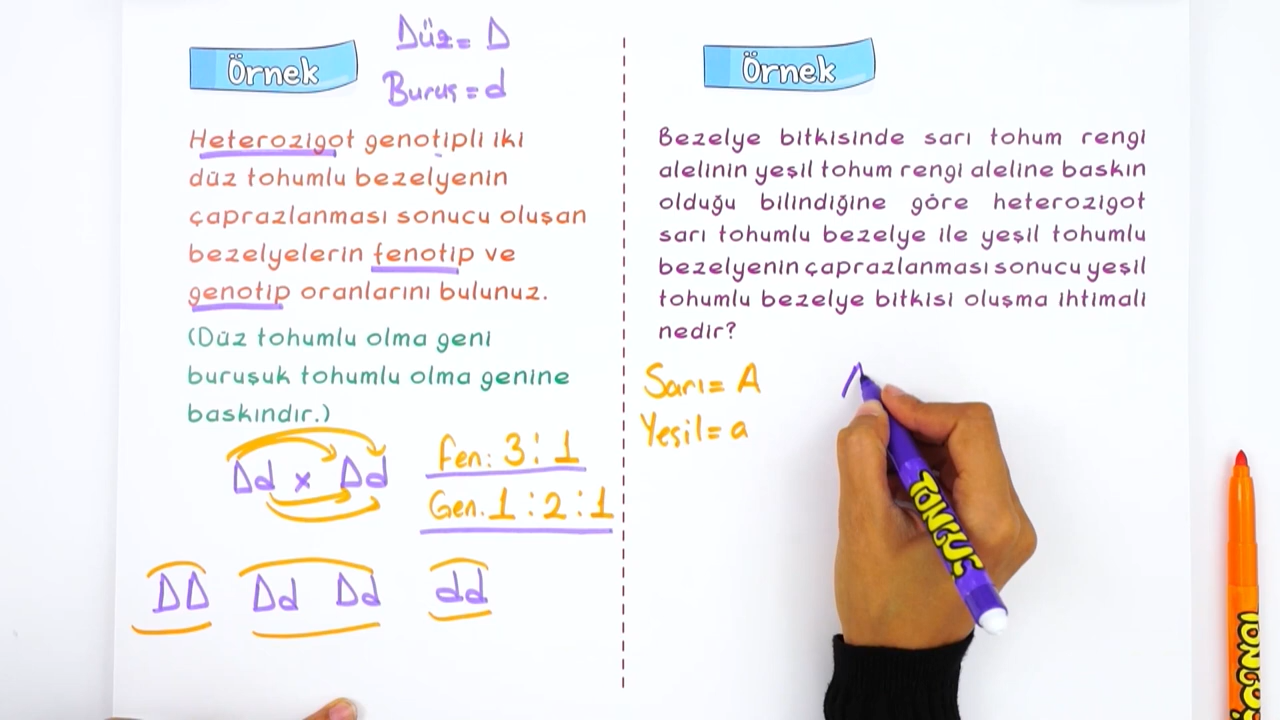 Örnek
Düz = D
Buruş = d
Heterozigot genotipli iki
düz tohumlu bezelyenin
çaprazlanması sonucu oluşan
bezelyelerin fenotip ve
genotip oranlarını bulunuz.
(Düz tohumlu olma geni
buruşuk tohumlu olma genine
baskındır.)
Dd x Dd
Fen: 3:1
Gen. 1:2:1
DD Dd Dd dd
Örnek
Bezelye bitkisinde sarı tohum rengi
alelinin yeşil tohum rengi aleline baskın
olduğu bilindiğine göre heterozigot
sarı tohumlu bezelye ile yeşil tohumlu
bezelyenin çaprazlanması sonucu yeşil
tohumlu bezelye bitkisi oluşma ihtimali
nedir?
Sarı = A
Yeşil = a
TONGUÇ
TONGUÇ